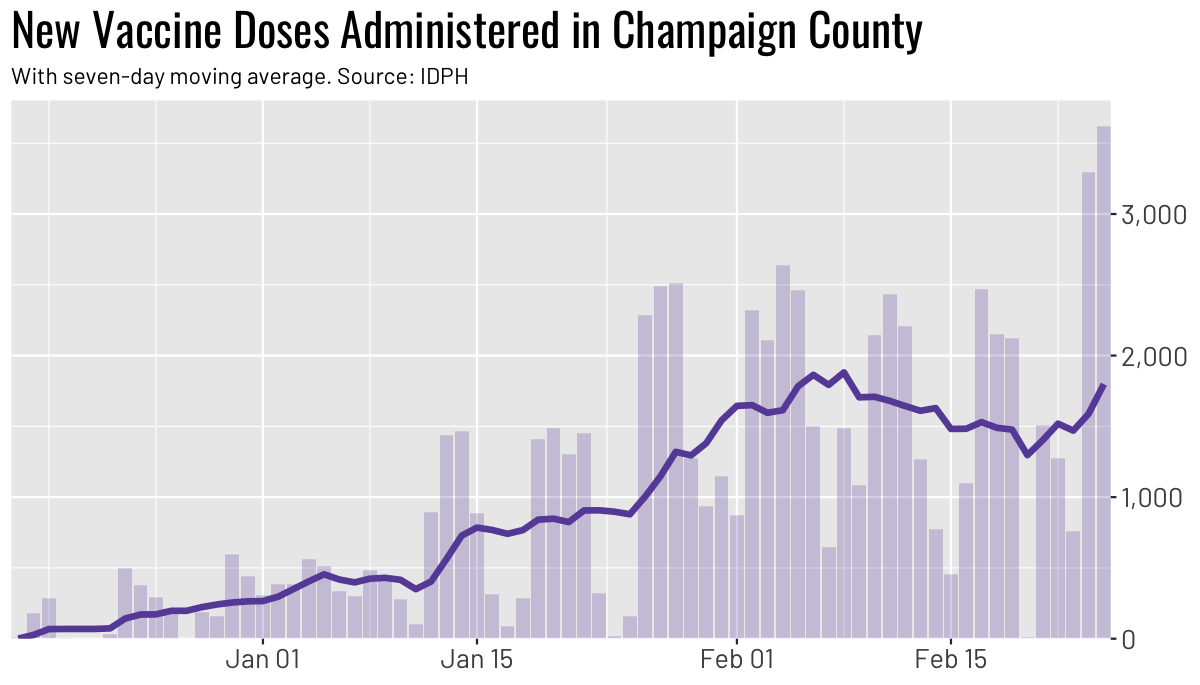 New Vaccine Doses Administered in Champaign County
With seven-day moving average. Source: IDPH
3,000
2,000
1,000
0
Jan 01 Jan 15 Feb 01 Feb 15